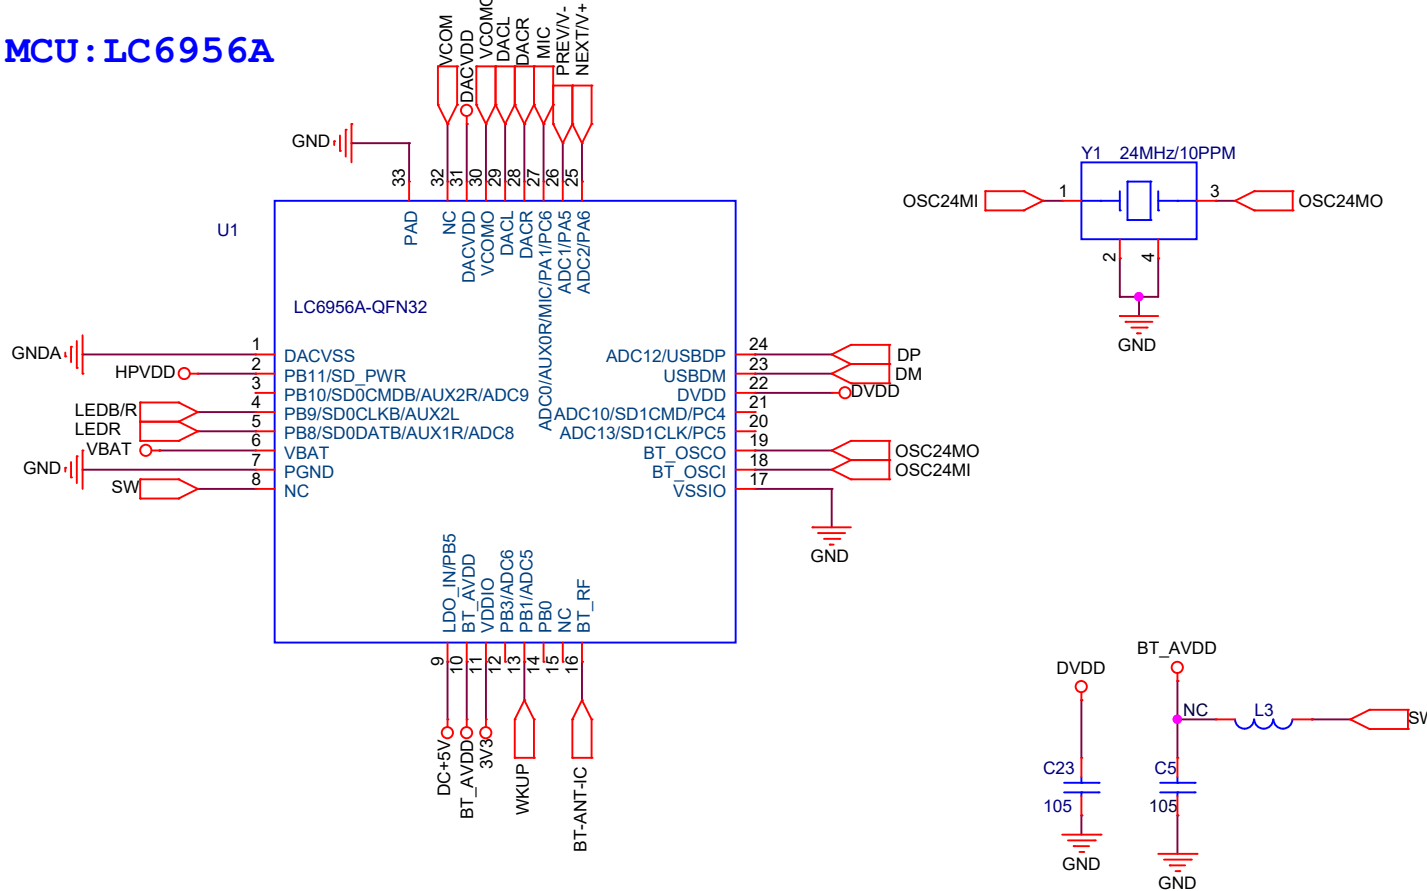 MCU:LC6956A
VCOM
DACVDD
VCOMO
DACL
DACR
MIC
PREV/V-
NEXT/V+
GND
33
32
31
30
29
28
27
26
25
PAD
NC
DACVDD
VCOMO
DACL
DACR
ADC0/AUX0R/MIC/PA1/PC6
ADC1/PA5
ADC2/PA6
U1
LC6956A-QFN32
GNDA 1 DACVSS
HPVDD 2 PB11/SD_PWR
3 PB10/SD0CMDB/AUX2R/ADC9
LEDB/R 4 PB9/SD0CLKB/AUX2L
LEDR 5 PB8/SD0DATB/AUX1R/ADC8
VBAT 6 VBAT
GND 7 PGND
SW 8 NC
ADC12/USBDP 24 DP
USBDM 23 DM
DVDD 22 DVDD
ADC10/SD1CMD/PC4 21
ADC13/SD1CLK/PC5 20
BT_OSCO 19 OSC24MO
BT_OSCI 18 OSC24MI
VSSIO 17
GND
LDO_IN/PB5
BT_AVDD
VDDIO
PB3/ADC6
PB1/ADC5
PB0
NC
BT_RF
9
10
11
12
13
14
15
16
DC+5V
BT_AVDD
3V3
WKUP
BT-ANT-IC
Y1 24MHz/10PPM
OSC24MI 1 3 OSC24MO
2 4
GND
DVDD
C23
105
GND
BT_AVDD
NC L3
C5
105
GND